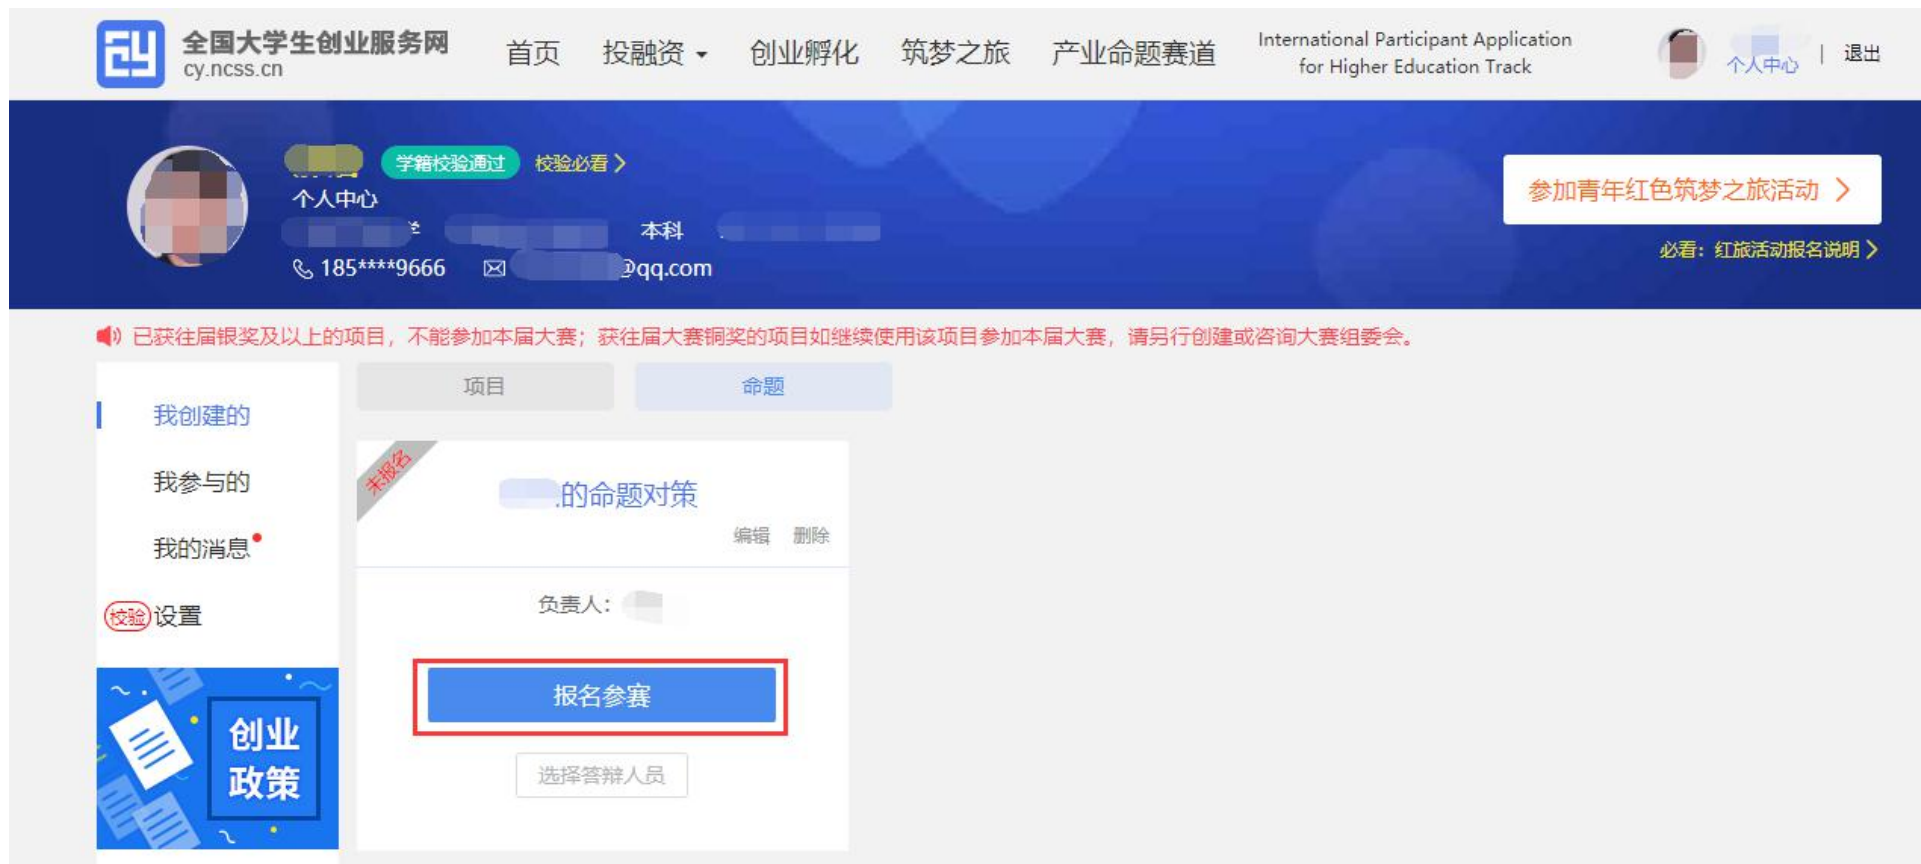 全国大学生创业服务网
cy.ncss.cn
首页 投融资 创业孵化 筑梦之旅 产业命题赛道
International Participant Application
for Higher Education Track
个人中心 | 退出
学籍校验通过 校验必看
个人中心
本科
185****9666 @qq.com
参加青年红色筑梦之旅活动
必看：红旅活动报名说明
已获往届银奖及以上的项目，不能参加本届大赛；获往届大赛铜奖的项目如继续使用该项目参加本届大赛，请另行创建或咨询大赛组委会。
我创建的
我参与的
我的消息
校验 设置
创业
政策
项目 命题
未报名
的命题对策
编辑 删除
负责人：
报名参赛
选择答辩人员